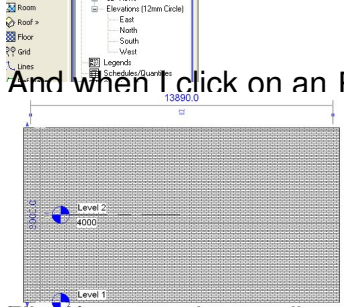 Room
Elevations (12mm Circle)
East
Roof »
North
Floor
South
Grid
West
Lines
Legends
Schedules/Quantities
And when I click on an
13890.0
Level 2
4000
Level 1